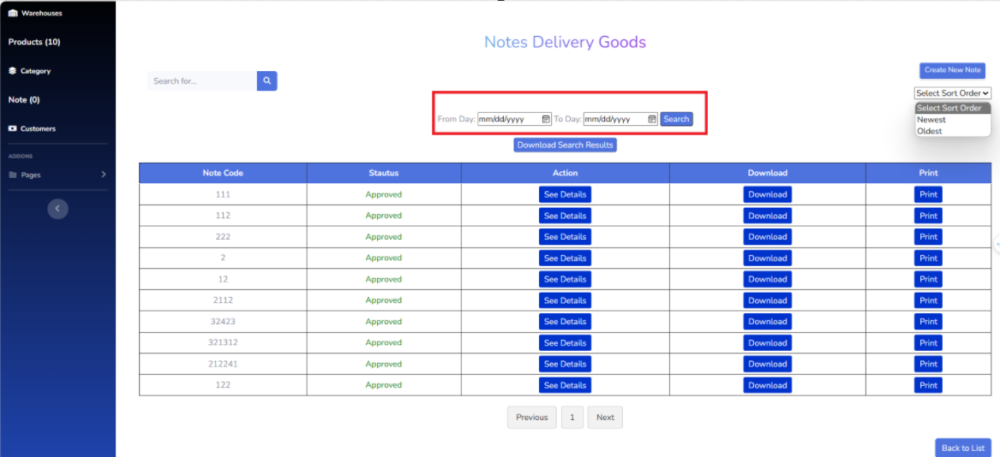 Warehouses
Products (10)
Category
Note (0)
Customers
ADDONS
Pages
Notes Delivery Goods
Search for...
Create New Note
Select Sort Order
Select Sort Order
Newest
Oldest
From Day: mm/dd/yyyy To Day: mm/dd/yyyy Search
Download Search Results
Note Code Stautus Action Download Print
111 Approved See Details Download Print
112 Approved See Details Download Print
222 Approved See Details Download Print
2 Approved See Details Download Print
12 Approved See Details Download Print
2112 Approved See Details Download Print
32423 Approved See Details Download Print
321312 Approved See Details Download Print
212241 Approved See Details Download Print
122 Approved See Details Download Print
Previous 1 Next
Back to List